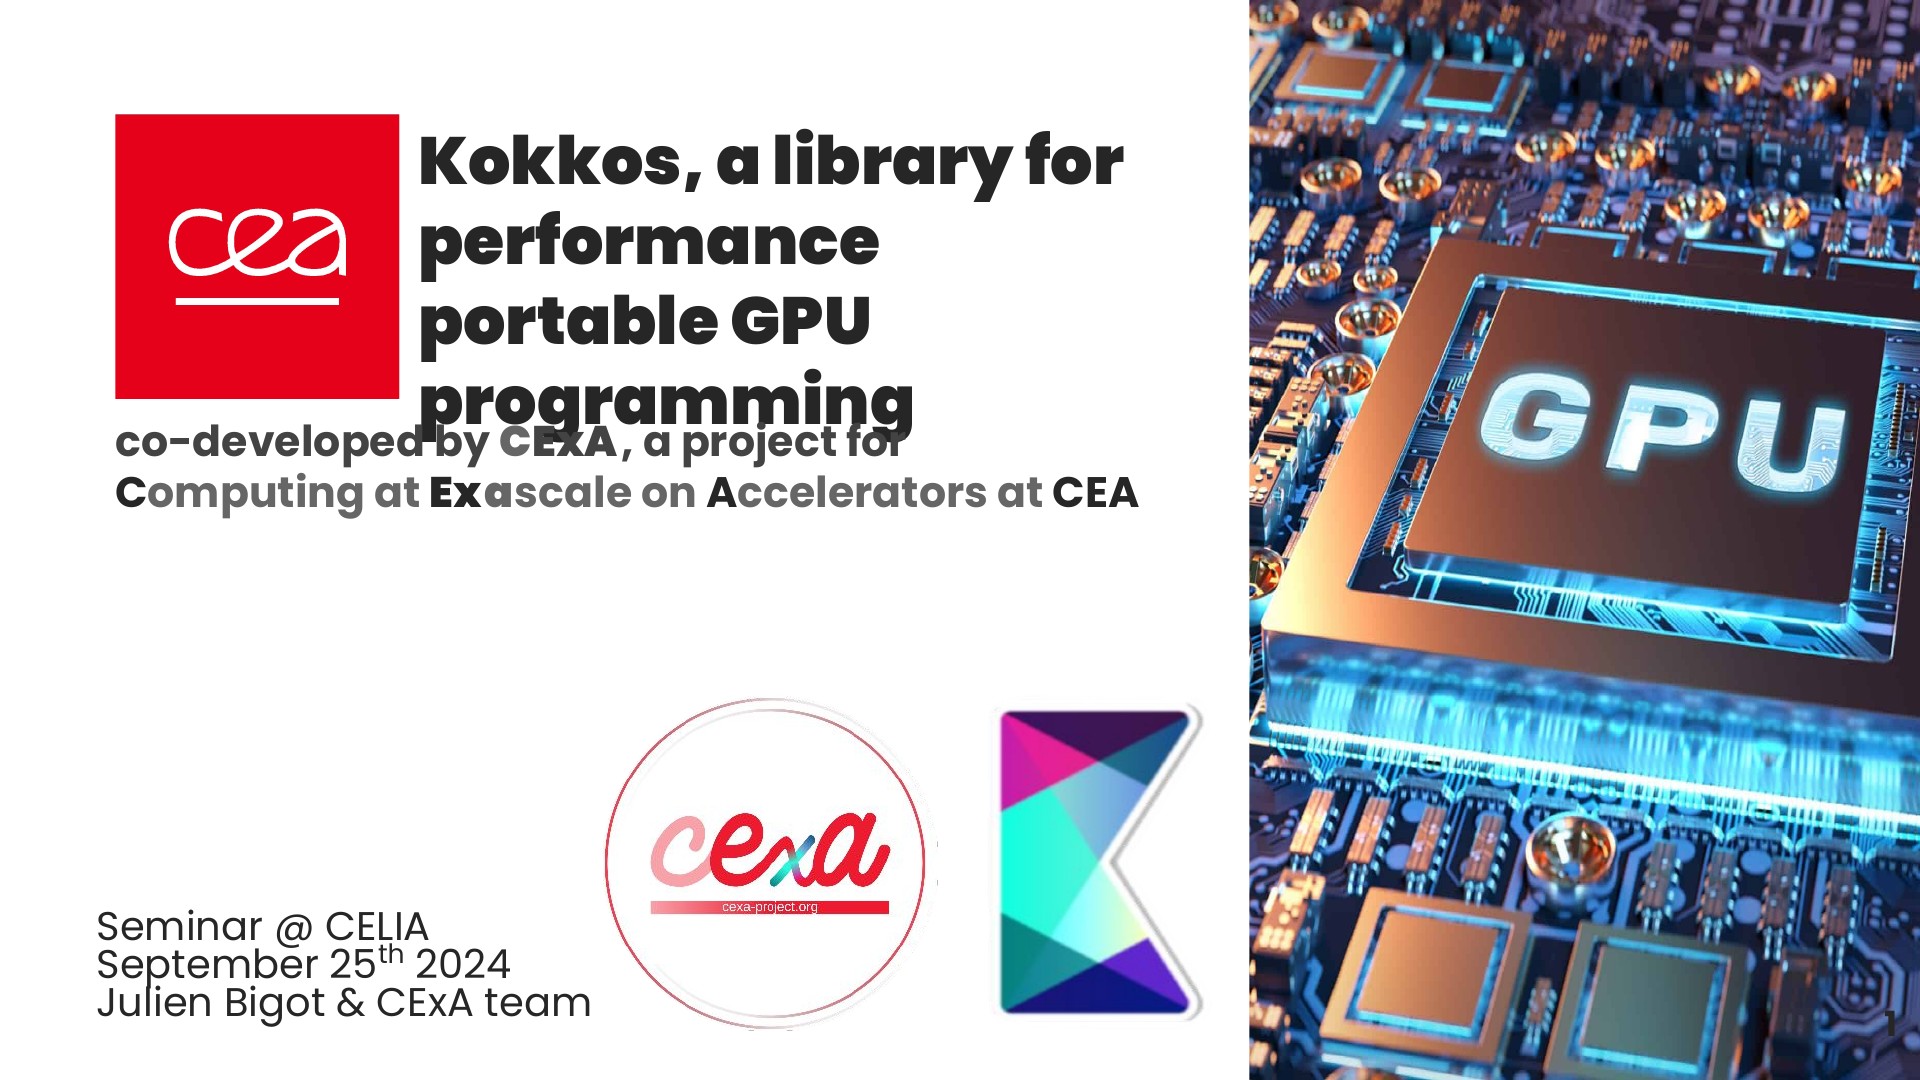 cea
Kokkos, a library for
performance
portable GPU
programming
co-developed by CExA, a project for
Computing at Exascale on Accelerators at CEA
GPU
cexa
cexa-project.org
Seminar @ CELIA
September 25th 2024
Julien Bigot & CExA team
1